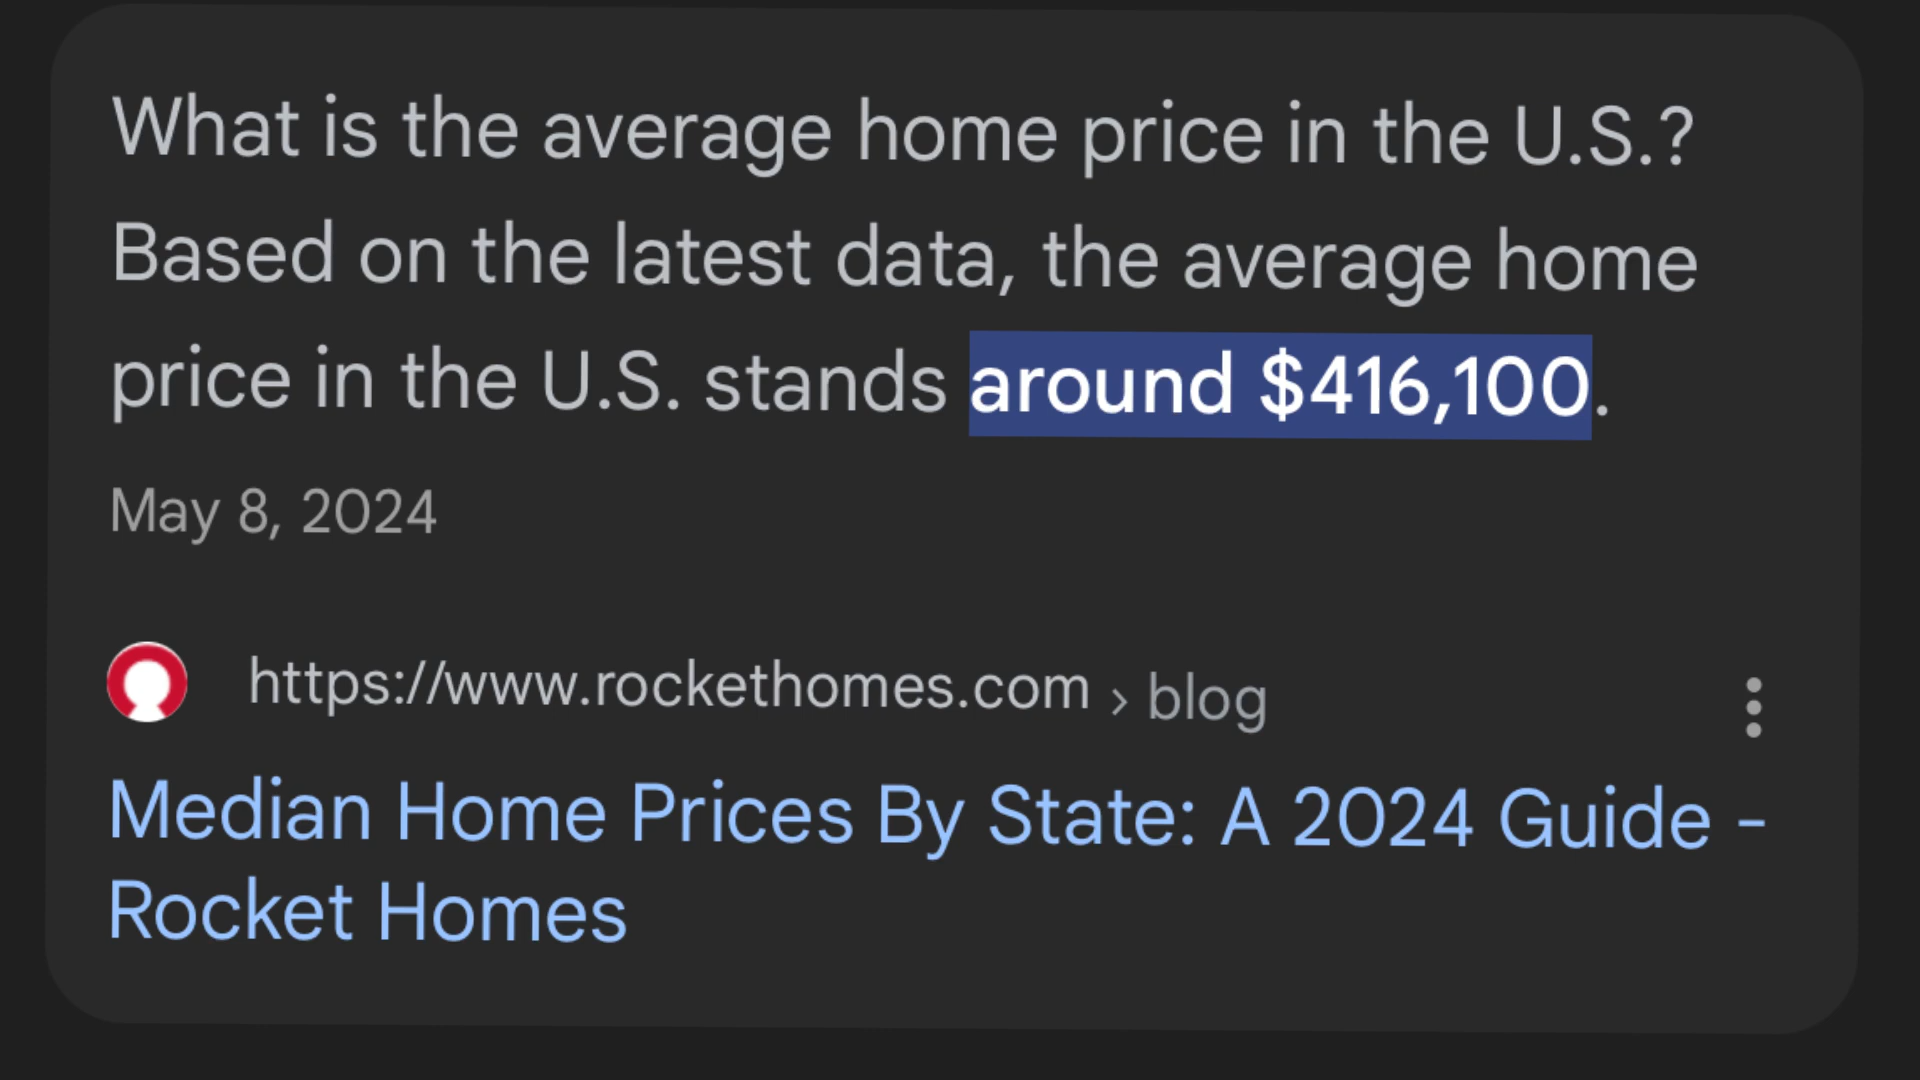 What is the average home price in the U.S.?
Based on the latest data, the average home
price in the U.S. stands around $416,100.
May 8, 2024
https://www.rockethomes.com › blog
Median Home Prices By State: A 2024 Guide -
Rocket Homes